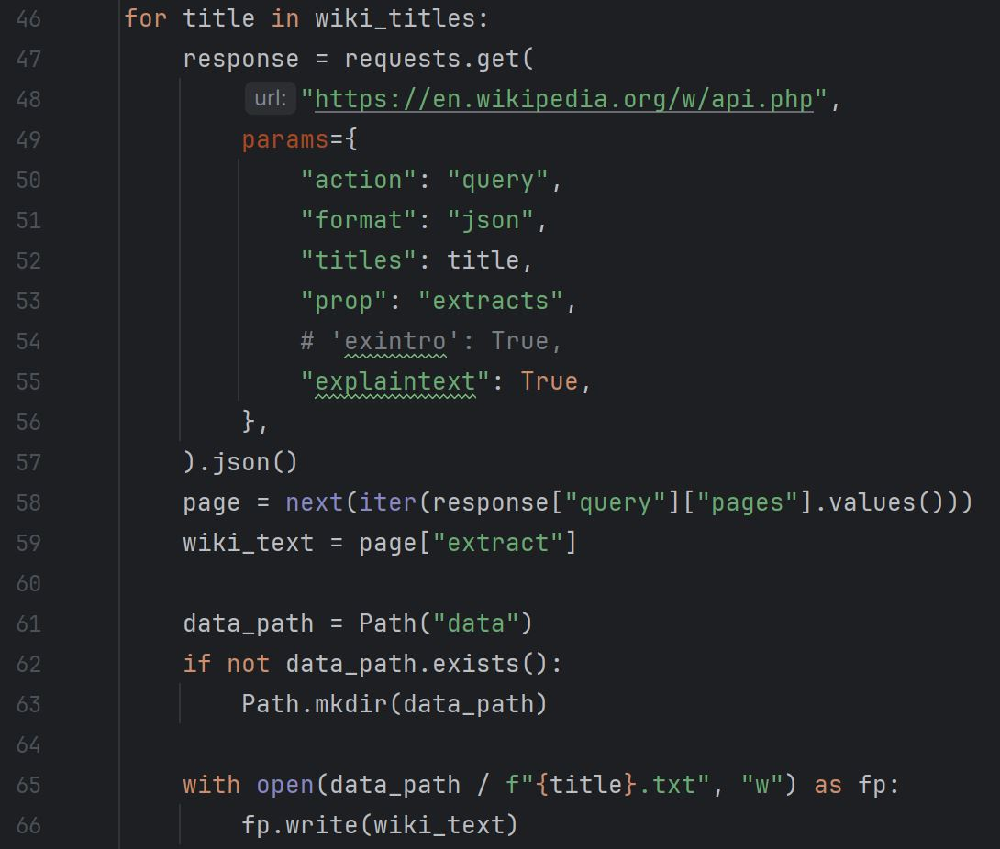 46 for title in wiki_titles:
47     response = requests.get(
48         url: "https://en.wikipedia.org/w/api.php",
49         params={
50             "action": "query",
51             "format": "json",
52             "titles": title,
53             "prop": "extracts",
54             # 'exintro': True,
55             "explaintext": True,
56         },
57     ).json()
58     page = next(iter(response["query"]["pages"].values()))
59     wiki_text = page["extract"]
60
61     data_path = Path("data")
62     if not data_path.exists():
63         Path.mkdir(data_path)
64
65     with open(data_path / f"{title}.txt", "w") as fp:
66         fp.write(wiki_text)